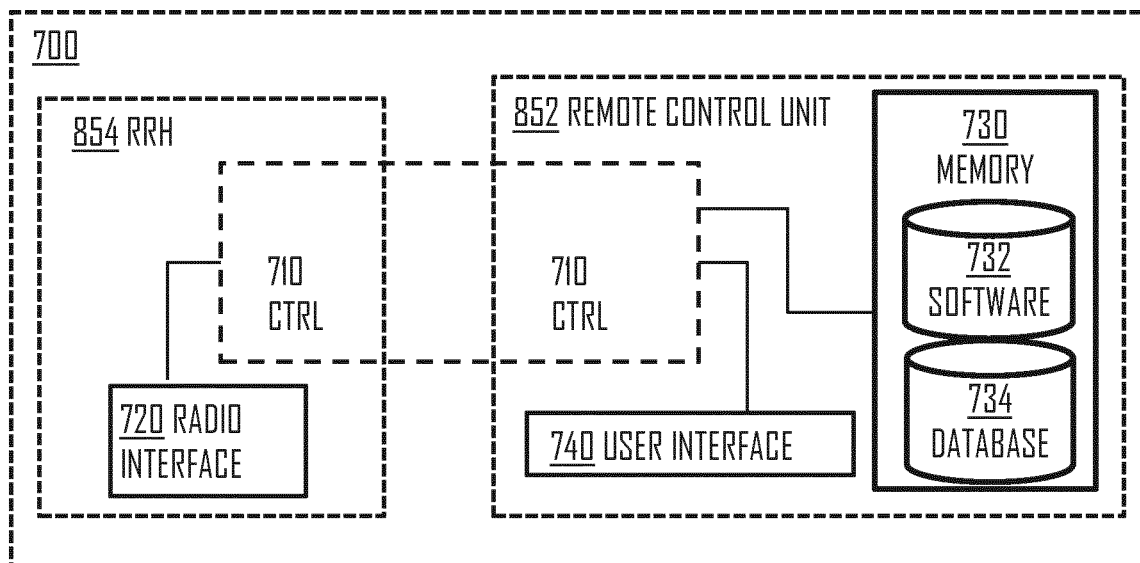 700
854 RRH
710
CTRL
720 RADIO
INTERFACE
852 REMOTE CONTROL UNIT
710
CTRL
740 USER INTERFACE
730
MEMORY
732
SOFTWARE
734
DATABASE